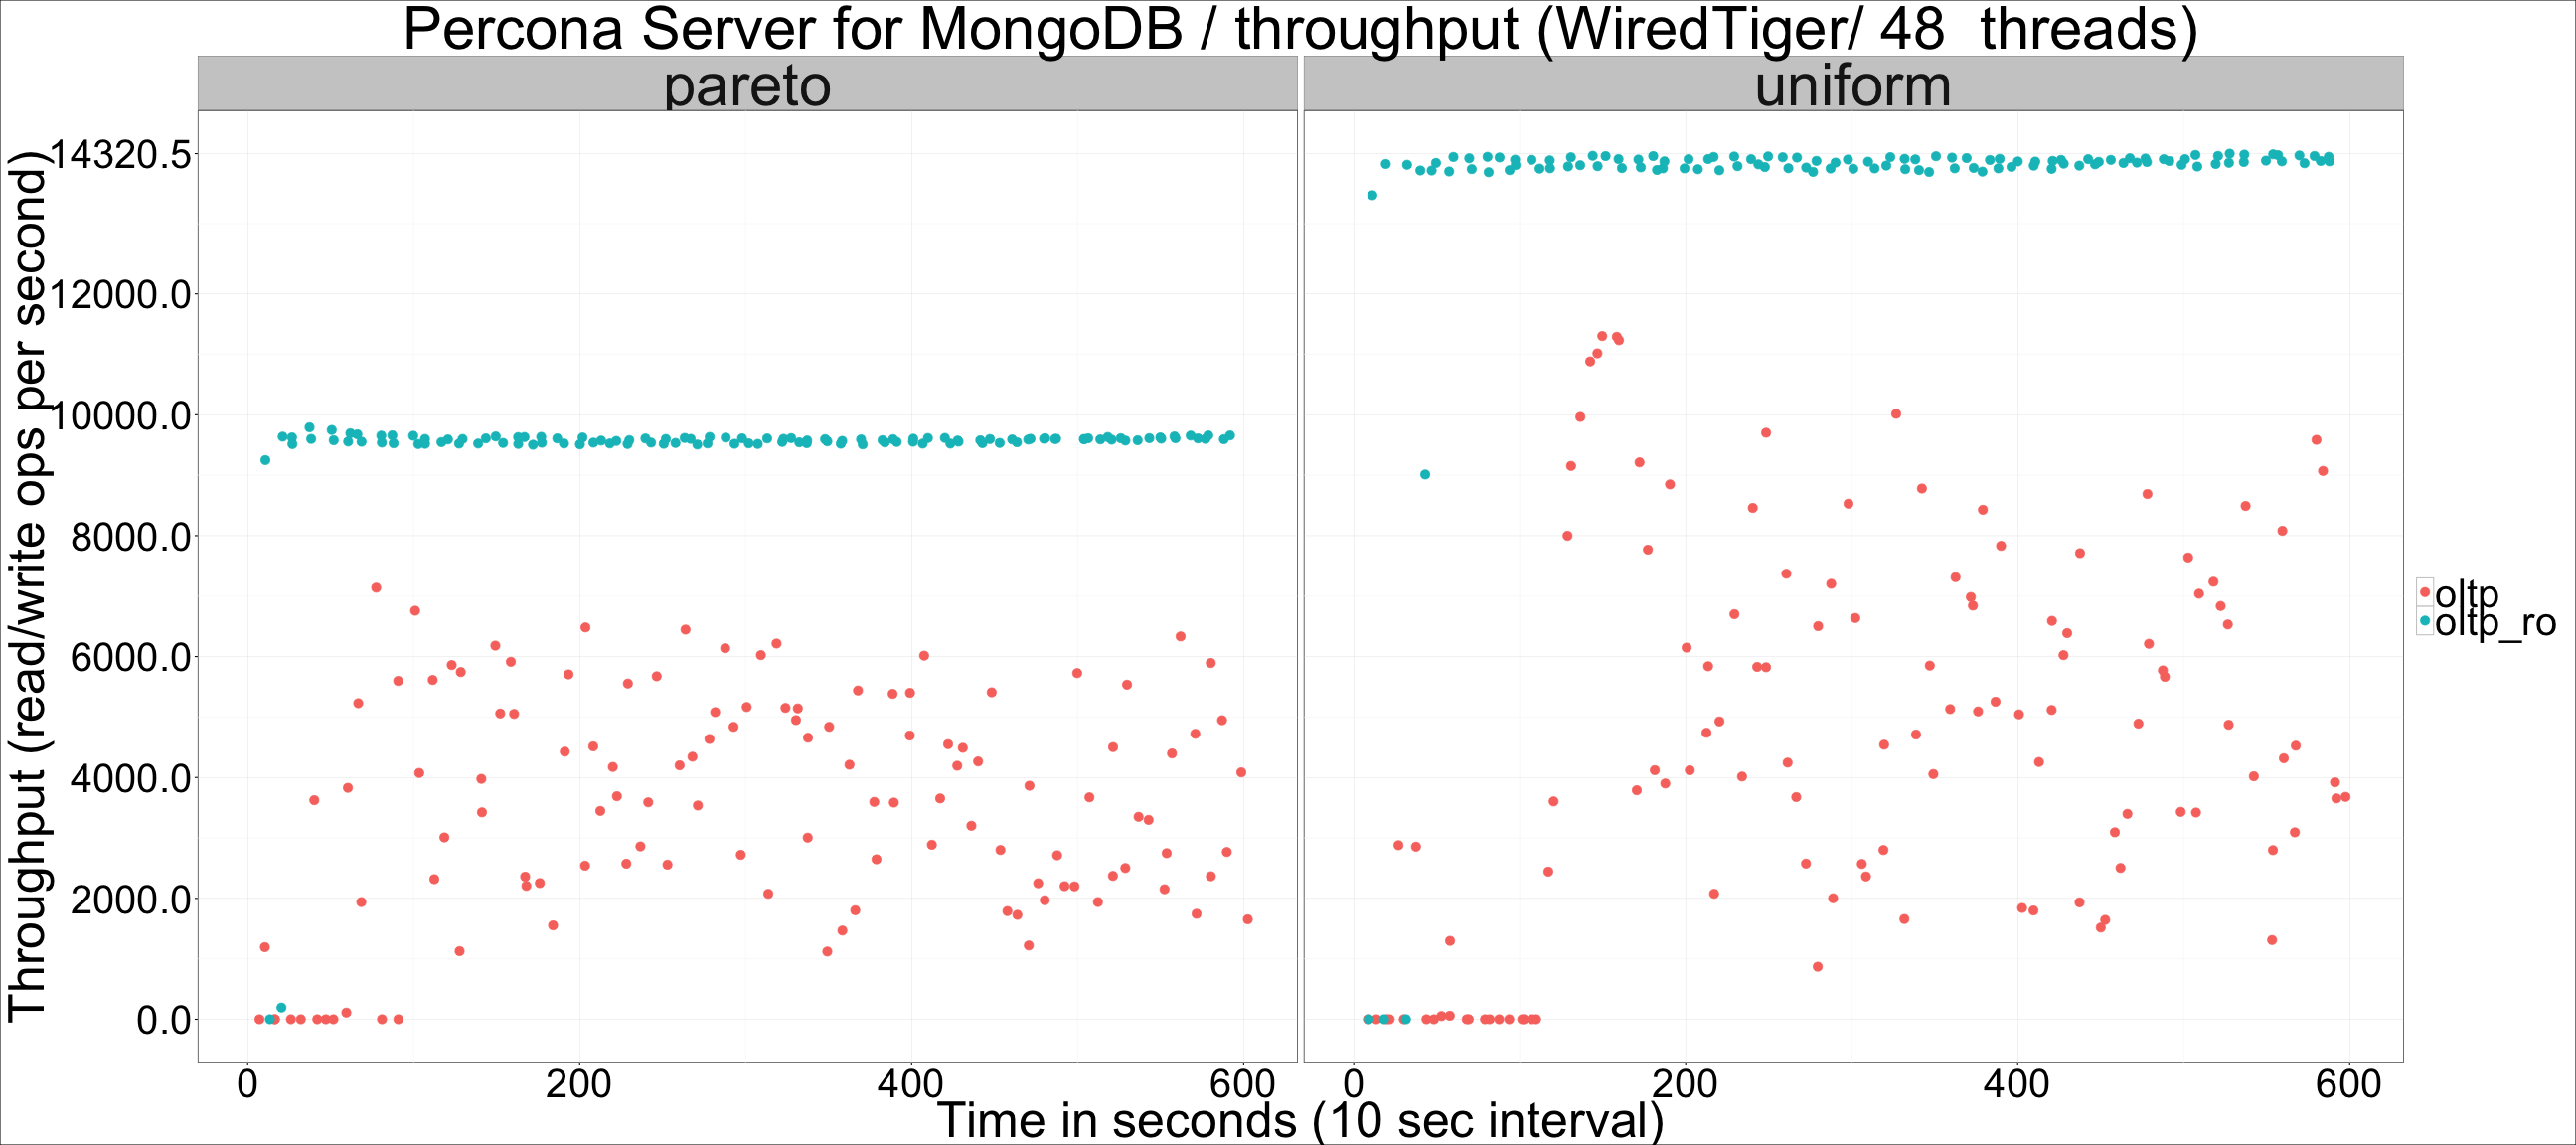 Percona Server for MongoDB / throughput (WiredTiger/ 48  threads)
pareto
uniform
Throughput (read/write ops per second)
14320.5
12000.0
10000.0
8000.0
6000.0
4000.0
2000.0
0.0
0 200 400 600
0 200 400 600
Time in seconds (10 sec interval)
oltp
oltp_ro